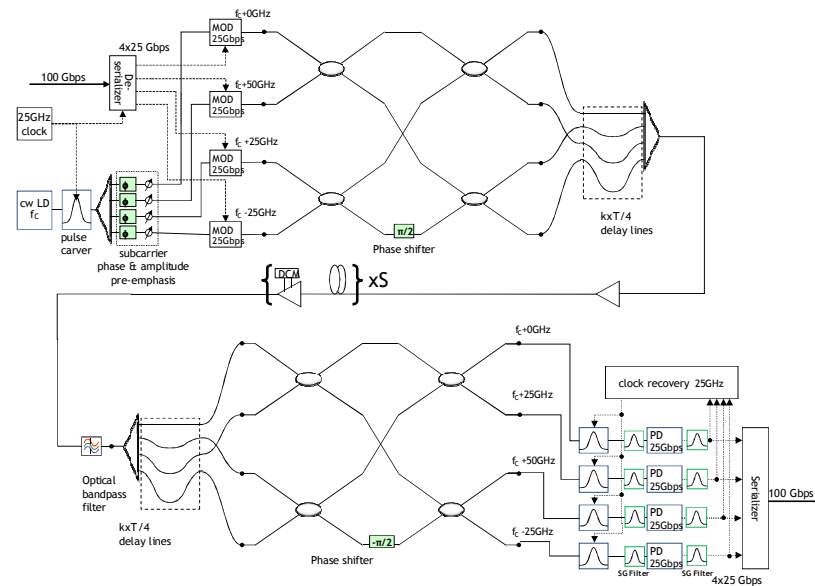 100 Gbps
4x25 Gbps
De-
serializer
25GHz
clock
cw LD
fC
pulse
carver
ϕ
ϕ
ϕ
ϕ
subcarrier
phase & amplitude
pre-emphasis
MOD
25Gbps
fC+0GHz
MOD
25Gbps
fC+50GHz
MOD
25Gbps
fC +25GHz
MOD
25Gbps
fC -25GHz
π/2
Phase shifter
kxT/4
delay lines
{
DCM
}
xS
Optical
bandpass
filter
kxT/4
delay lines
-π/2
Phase shifter
fC+0GHz
fC+25GHz
fC+50GHz
fC -25GHz
clock recovery 25GHz
PD
25Gbps
PD
25Gbps
PD
25Gbps
PD
25Gbps
SG Filter
SG Filter
Serializer
100 Gbps
4x25 Gbps